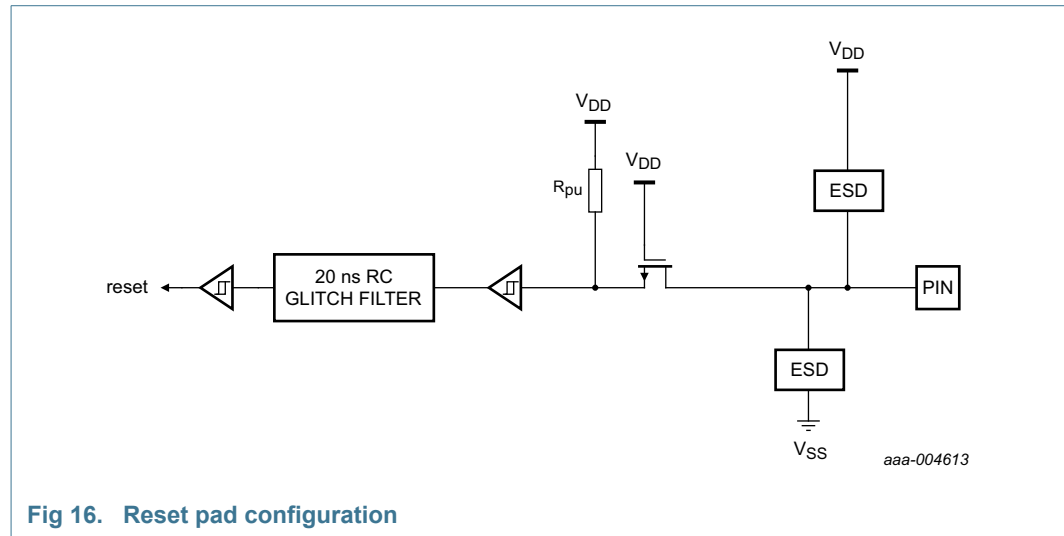 VDD
VDD
VDD
Rpu
ESD
reset
20 ns RC
GLITCH FILTER
PIN
ESD
VSS
aaa-004613
Fig 16. Reset pad configuration